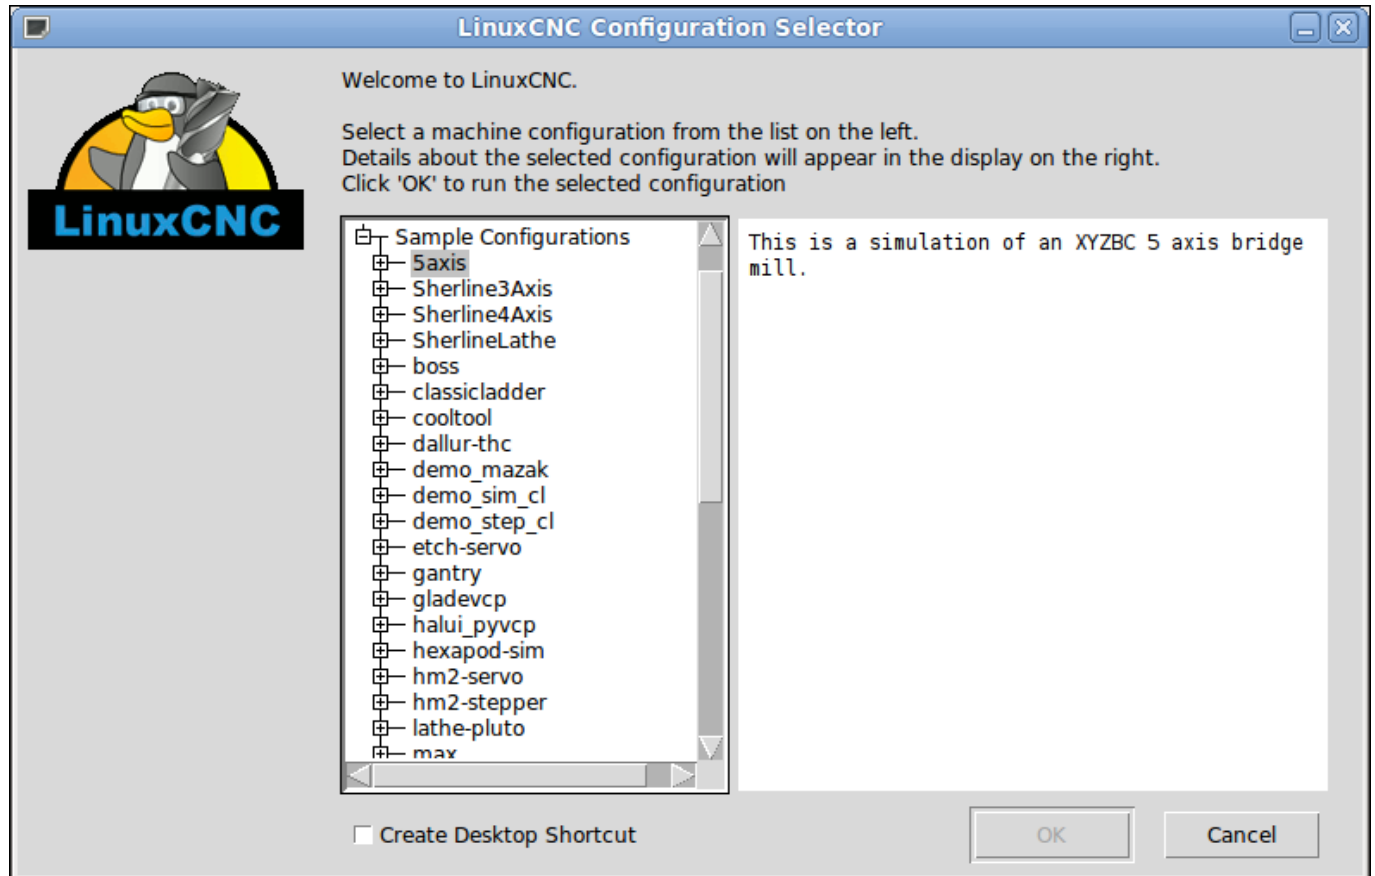 LinuxCNC Configuration Selector
LinuxCNC
Welcome to LinuxCNC.
Select a machine configuration from the list on the left.
Details about the selected configuration will appear in the display on the right.
Click 'OK' to run the selected configuration
Sample Configurations
5axis
Sherline3Axis
Sherline4Axis
SherlineLathe
boss
classicladder
cooltool
dallur-thc
demo_mazak
demo_sim_cl
demo_step_cl
etch-servo
gantry
gladevcp
halui_pyvcp
hexapod-sim
hm2-servo
hm2-stepper
lathe-pluto
max
This is a simulation of an XYZBC 5 axis bridge
mill.
Create Desktop Shortcut
OK
Cancel